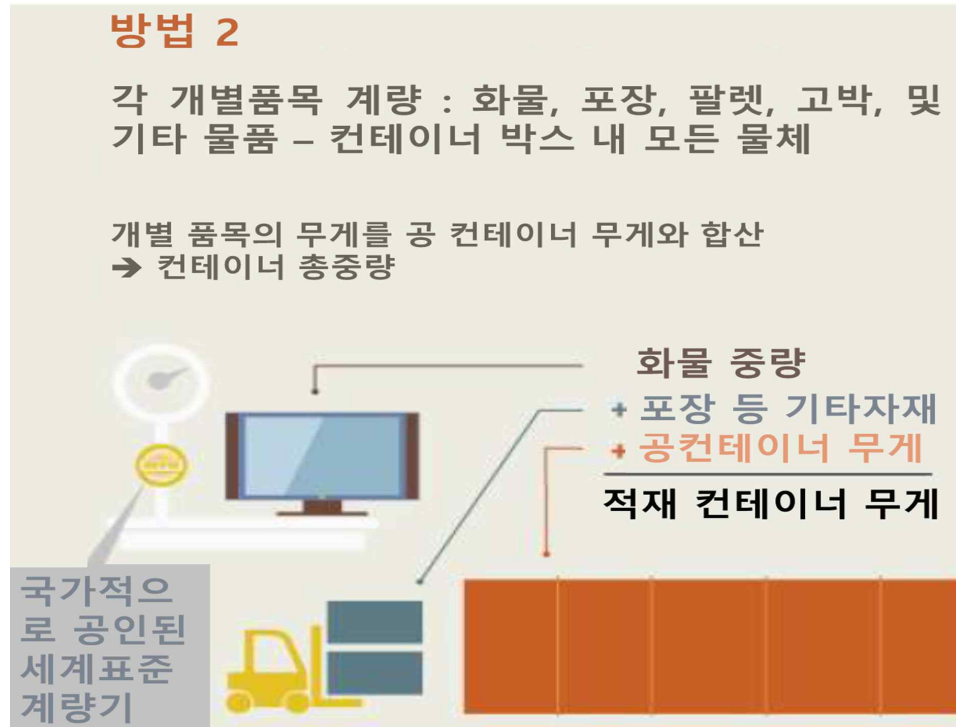 방법 2
각 개별품목 계량 : 화물, 포장, 팔렛, 고박, 및
기타 물품 – 컨테이너 박스 내 모든 물체
개별 품목의 무게를 공 컨테이너 무게와 합산
➔ 컨테이너 총중량
화물 중량
+ 포장 등 기타자재
+ 공컨테이너 무게
적재 컨테이너 무게
국가적으
로 공인된
세계표준
계량기